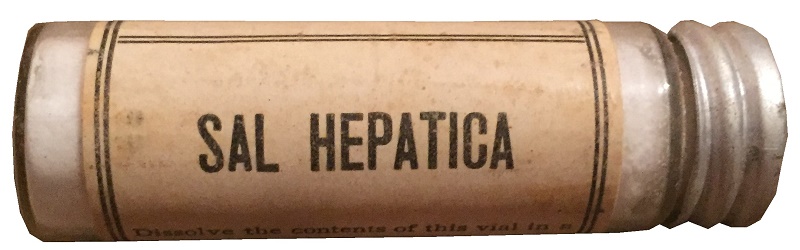 SAL HEPATICA
Dissolve the contents of this vial in a